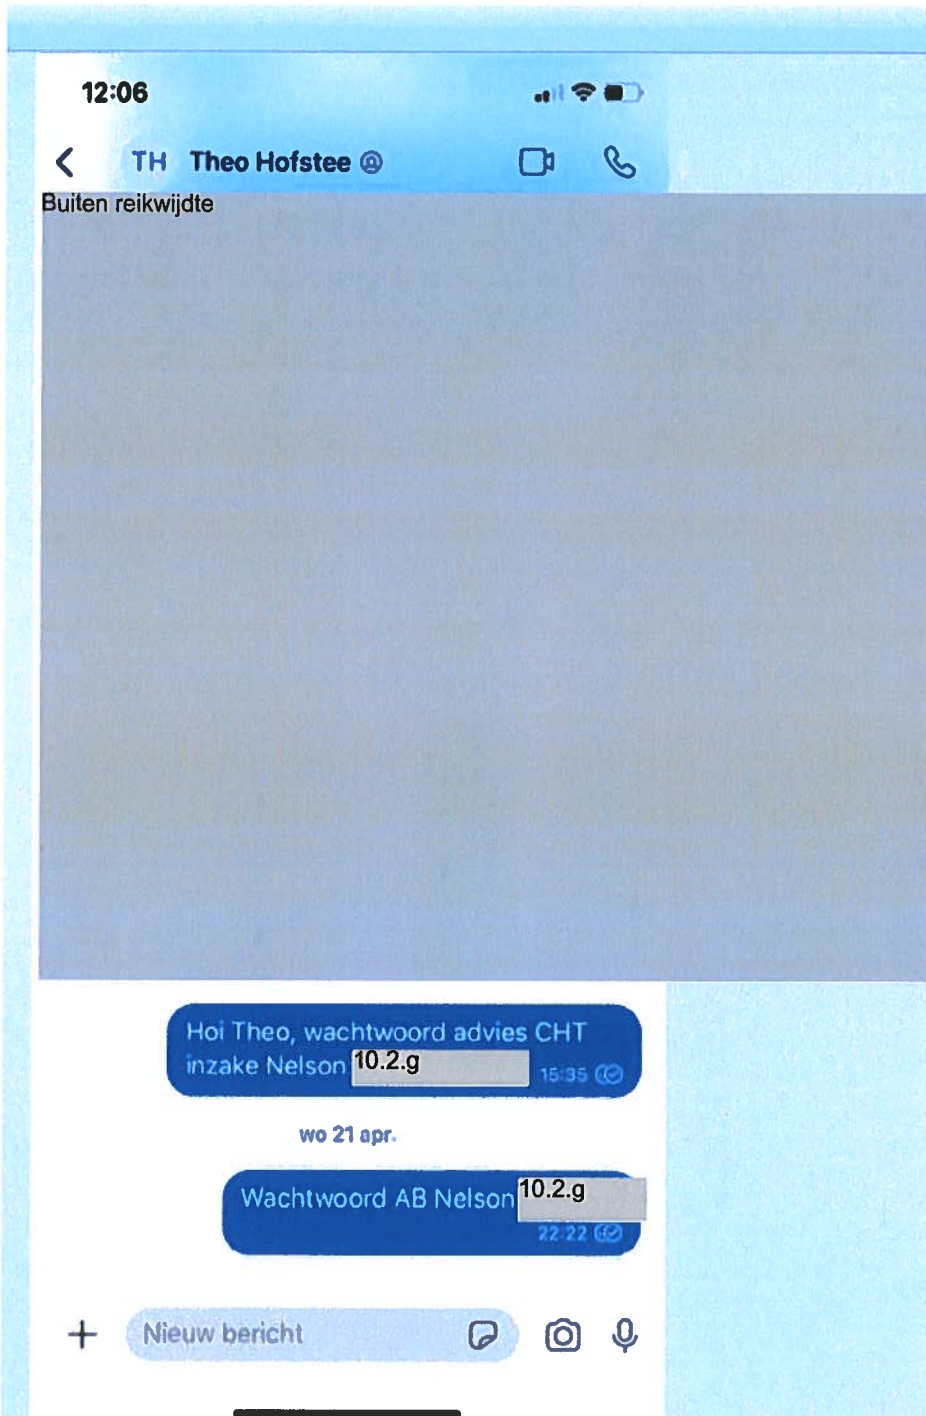 12:06
TH Theo Hofstee
Buiten reikwijdte
Hoi Theo, wachtwoord advies CHT
inzake Nelson 10.2.g
15:35
wo 21 apr.
Wachtwoord AB Nelson 10.2.g
22:22
Nieuw bericht